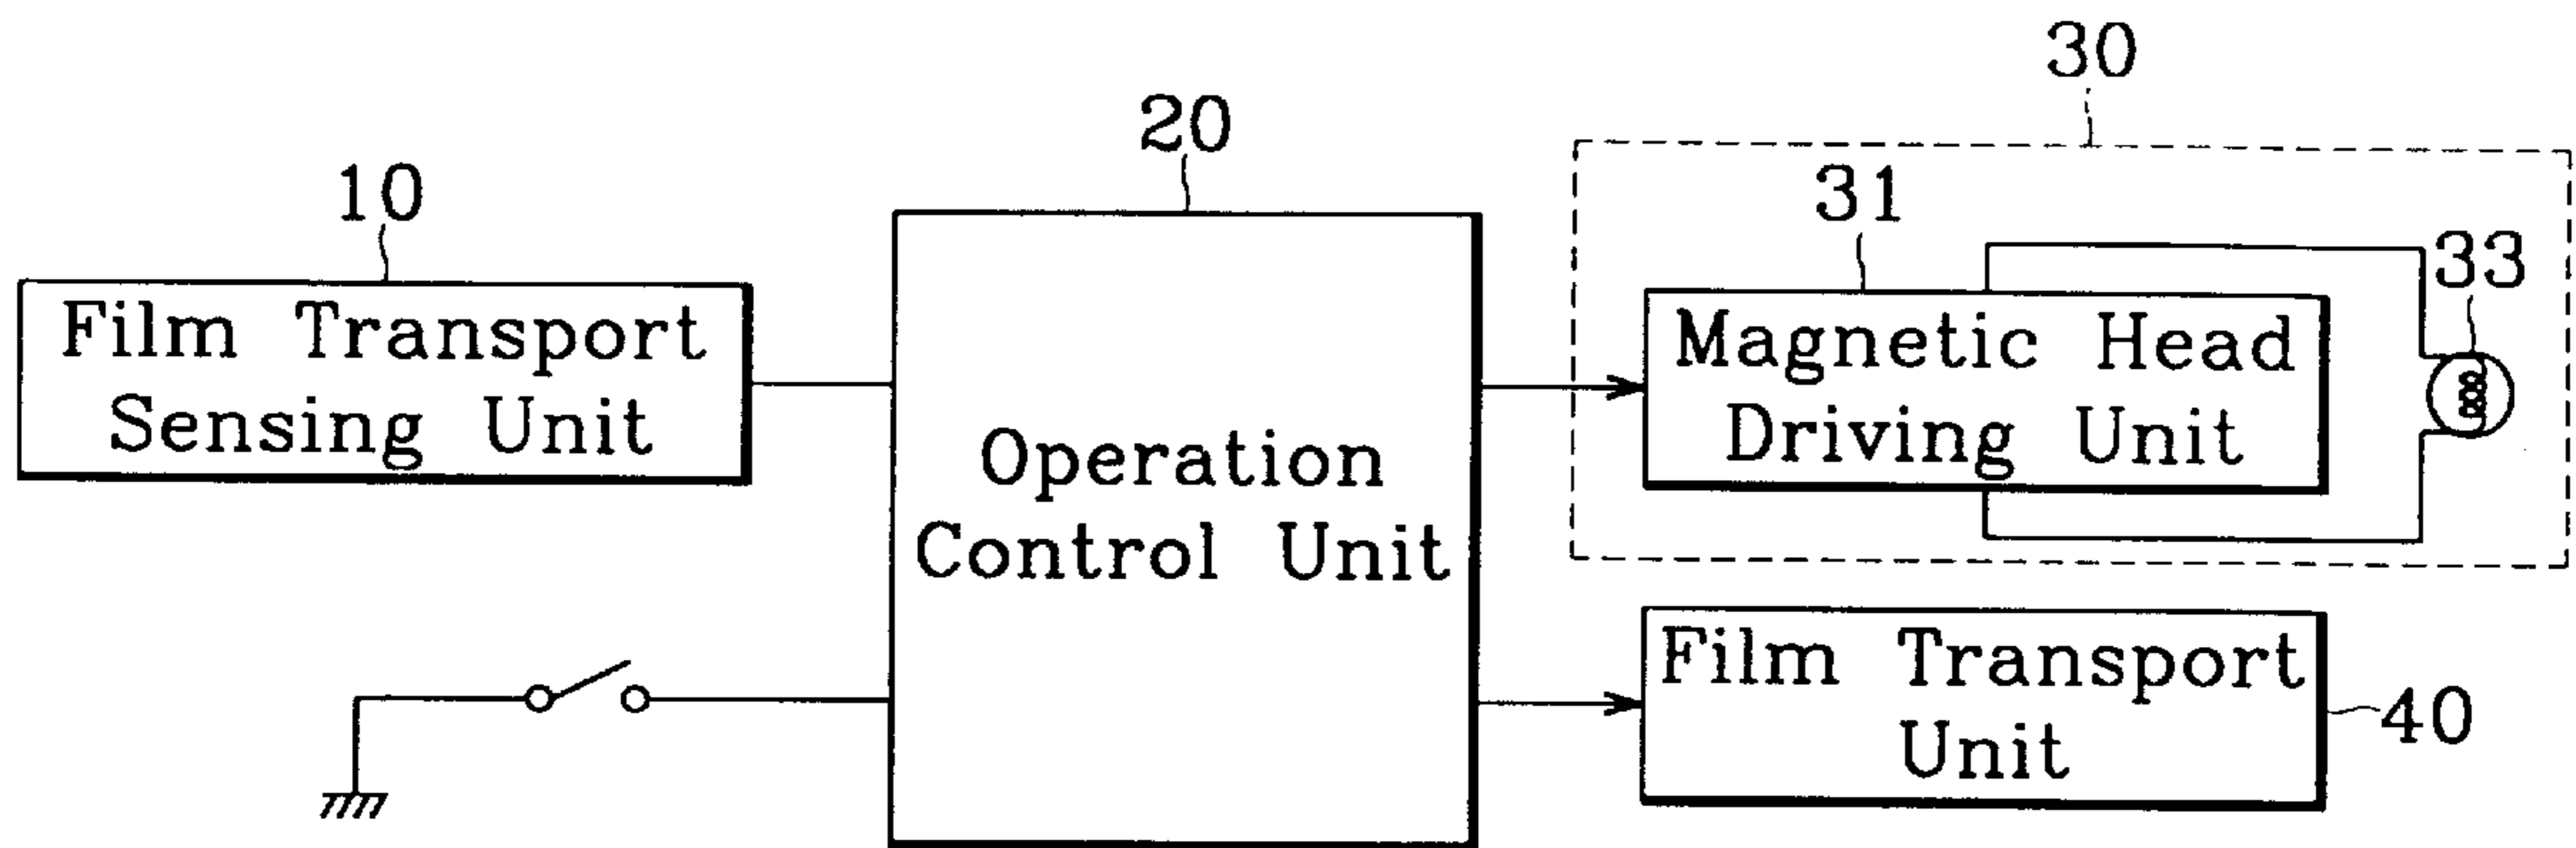 30
20
10
31
33
Film Transport
Sensing Unit
Operation
Control Unit
Magnetic Head
Driving Unit
Film Transport
Unit
40